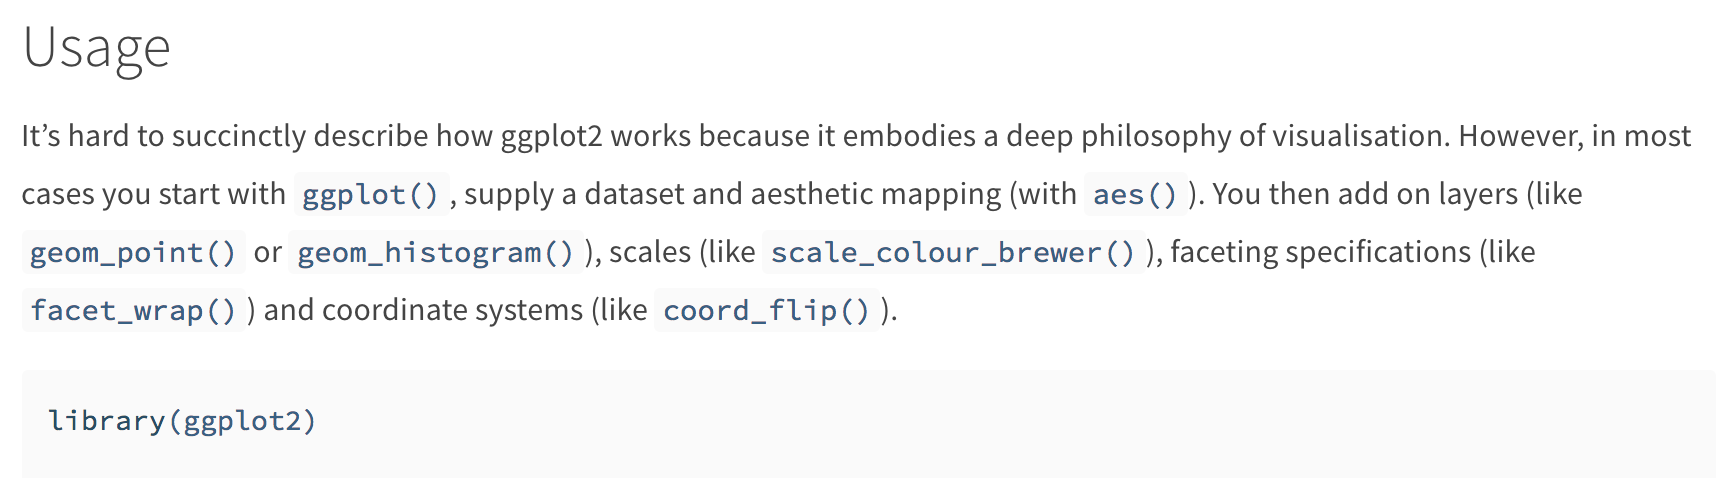 Usage
It’s hard to succinctly describe how ggplot2 works because it embodies a deep philosophy of visualisation. However, in most
cases you start with ggplot() , supply a dataset and aesthetic mapping (with aes() ). You then add on layers (like
geom_point() or geom_histogram() ), scales (like scale_colour_brewer() ), faceting specifications (like
facet_wrap() ) and coordinate systems (like coord_flip() ).
library(ggplot2)